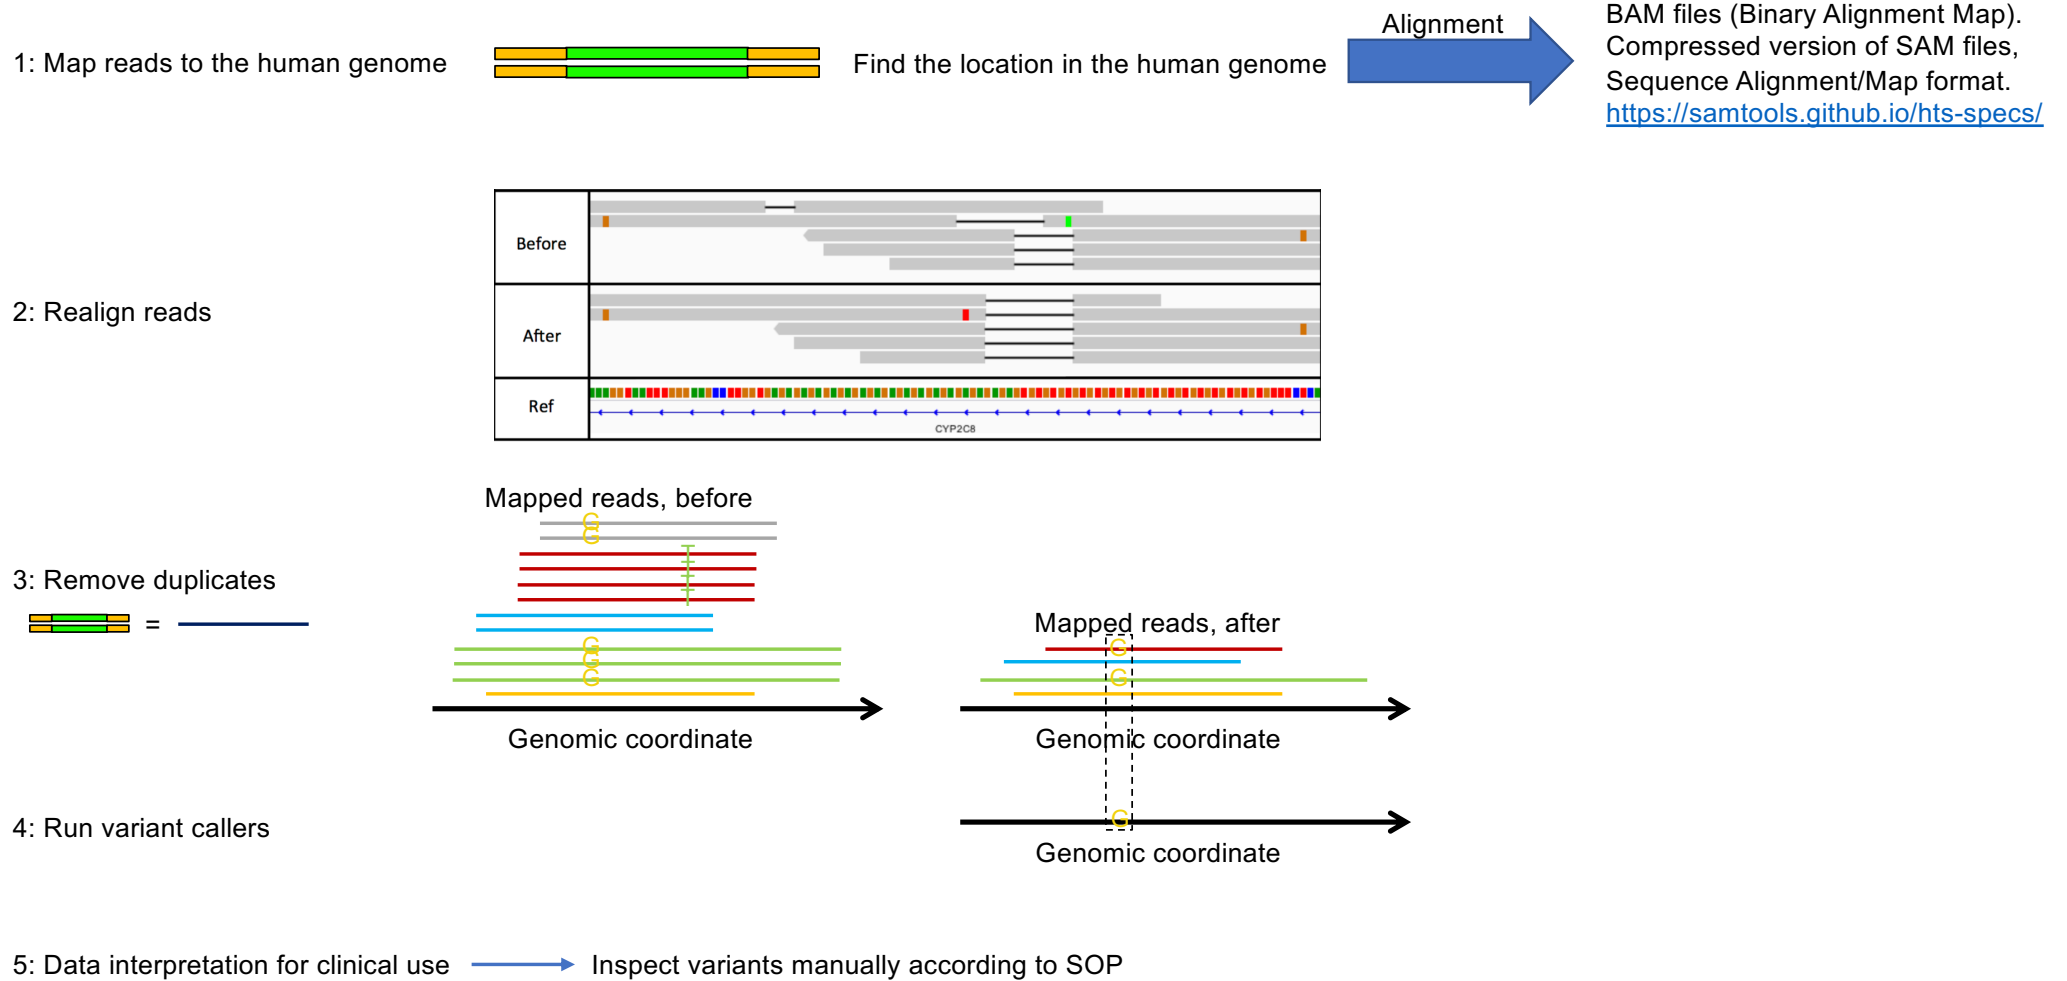 1: Map reads to the human genome
Find the location in the human genome
Alignment
BAM files (Binary Alignment Map).
Compressed version of SAM files,
Sequence Alignment/Map format.
https://samtools.github.io/hts-specs/
2: Realign reads
Before
After
Ref
CYP2C8
3: Remove duplicates
=
Mapped reads, before
G
G
T
T
T
T
G
G
G
Genomic coordinate
Mapped reads, after
G
G
Genomic coordinate
4: Run variant callers
G
Genomic coordinate
5: Data interpretation for clinical use
Inspect variants manually according to SOP